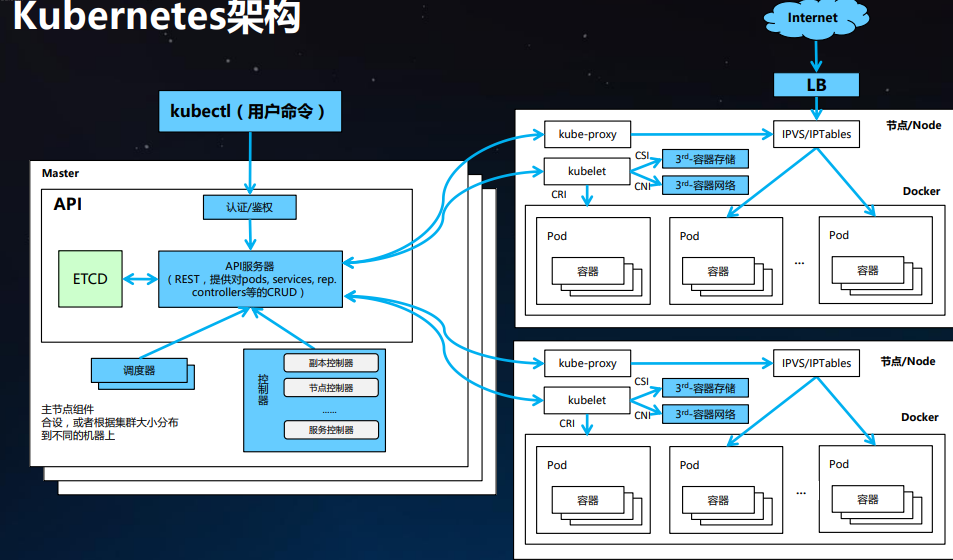 Kubernetes架构
Internet
LB
kubectl（用户命令）
Master
API
认证/鉴权
ETCD
API服务器
（REST，提供对pods, services, rep.
controllers等的CRUD）
调度器
控制器
副本控制器
节点控制器
......
服务控制器
主节点组件
合设，或者根据集群大小分布
到不同的机器上
节点/Node
kube-proxy
IPVS/IPTables
kubelet
CSI
3rd-容器存储
CNI
3rd-容器网络
CRI
Docker
Pod
容器
Pod
容器
...
Pod
容器
节点/Node
kube-proxy
IPVS/IPTables
kubelet
CSI
3rd-容器存储
CNI
3rd-容器网络
CRI
Docker
Pod
容器
Pod
容器
...
Pod
容器